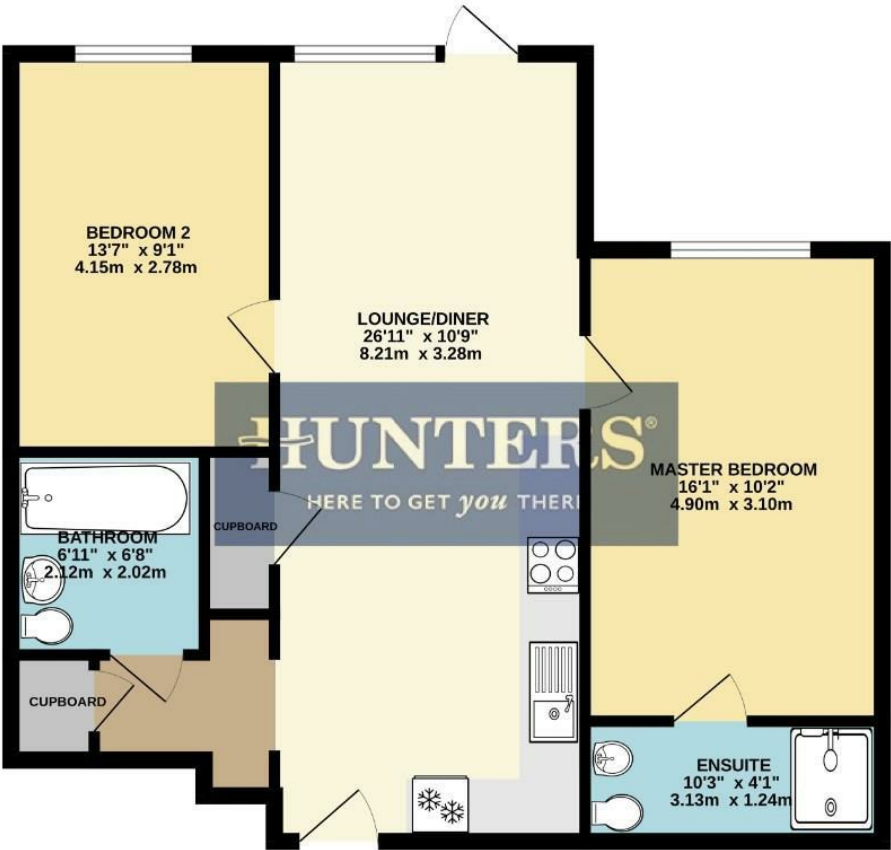 BEDROOM 2
13'7" x 9'1"
4.15m x 2.78m
LOUNGE/DINER
26'11" x 10'9"
8.21m x 3.28m
HUNTERS®
HERE TO GET you THERE
MASTER BEDROOM
16'1" x 10'2"
4.90m x 3.10m
CUPBOARD
BATHROOM
6'11" x 6'8"
2.12m x 2.02m
CUPBOARD
ENSUITE
10'3" x 4'1"
3.13m x 1.24m